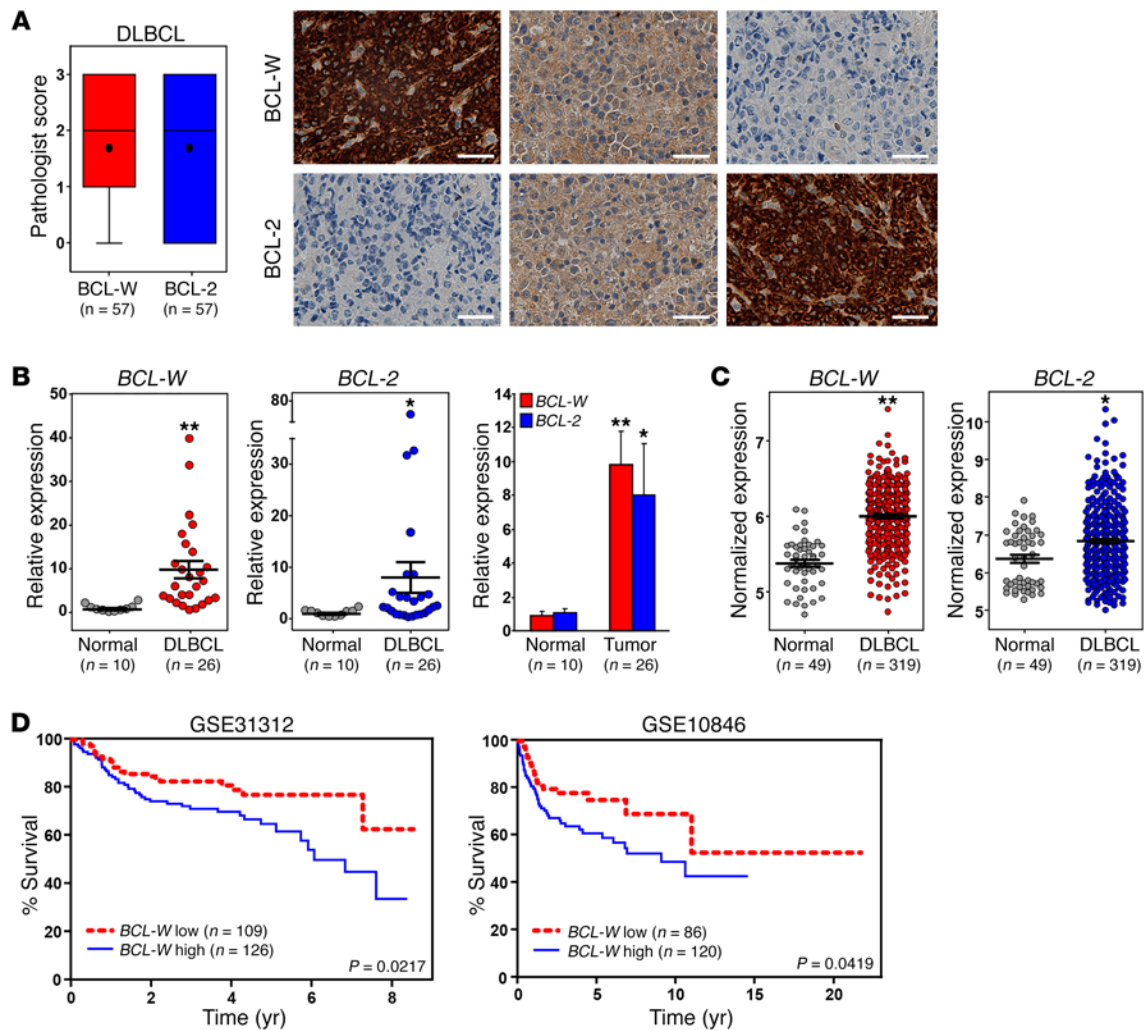 A
DLBCL
Pathologist score
3
2
1
0
BCL-W
(n = 57)
BCL-2
(n = 57)
BCL-W
BCL-2
B
BCL-W
Relative expression
50
40
30
20
10
0
Normal
(n = 10)
DLBCL
(n = 26)
**
BCL-2
Relative expression
80
30
20
10
0
Normal
(n = 10)
DLBCL
(n = 26)
*
Relative expression
14
12
10
8
6
4
2
0
BCL-W
BCL-2
**
*
Normal
(n = 10)
Tumor
(n = 26)
C
BCL-W
Normalized expression
7
6
5
**
Normal
(n = 49)
DLBCL
(n = 319)
BCL-2
Normalized expression
10
9
8
7
6
5
*
Normal
(n = 49)
DLBCL
(n = 319)
D
GSE31312
% Survival
100
80
60
40
20
0
BCL-W low (n = 109)
BCL-W high (n = 126)
P = 0.0217
0 2 4 6 8
Time (yr)
GSE10846
% Survival
100
80
60
40
20
0
BCL-W low (n = 86)
BCL-W high (n = 120)
P = 0.0419
0 5 10 15 20
Time (yr)